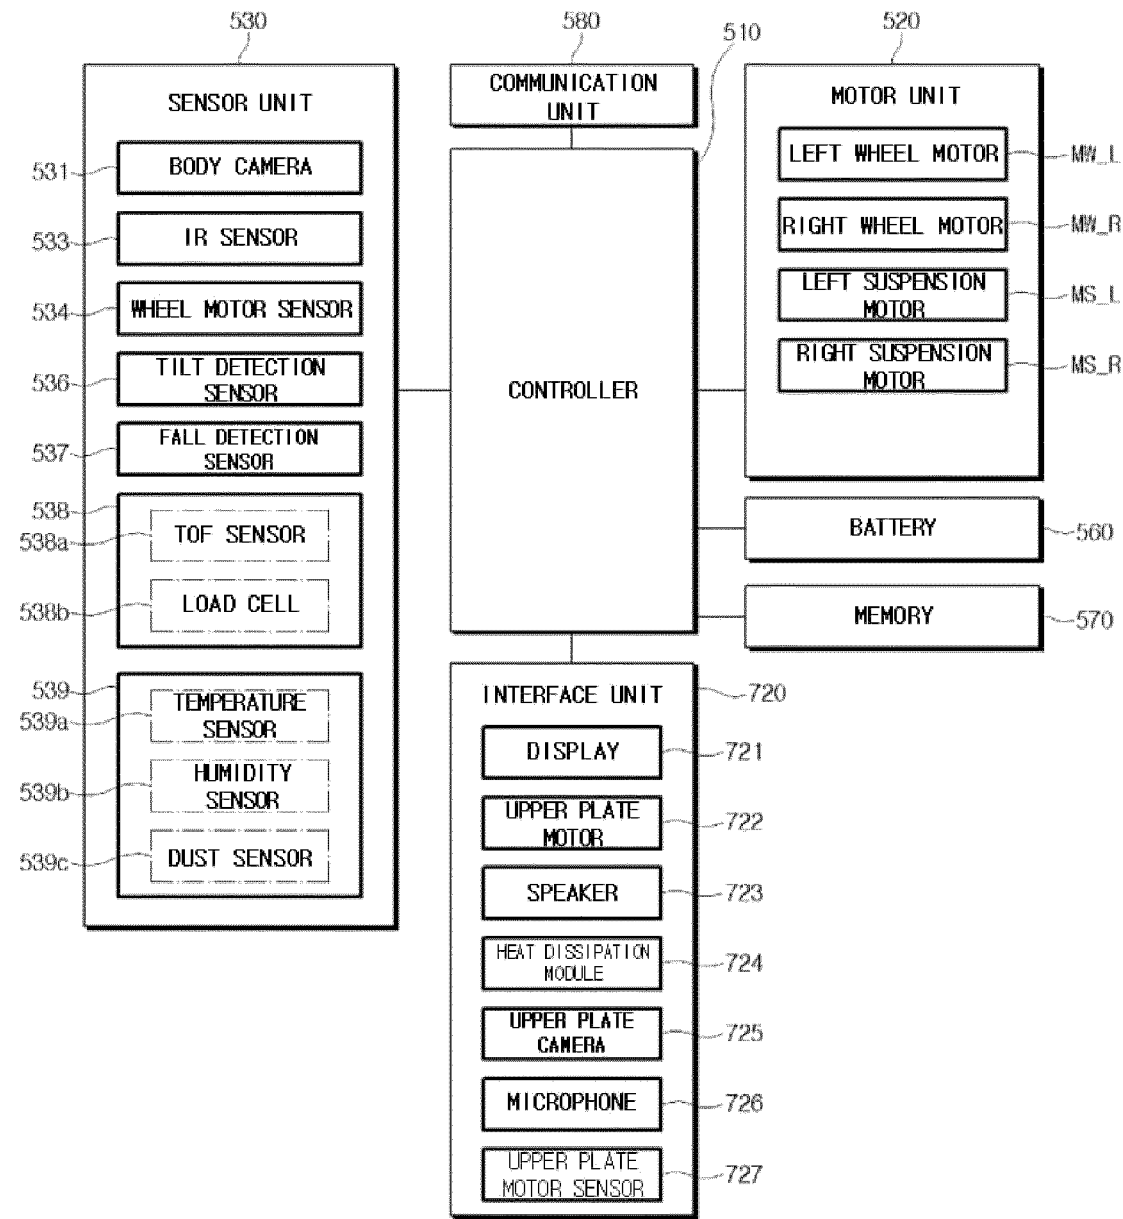 530
SENSOR UNIT
531
BODY CAMERA
533
IR SENSOR
534
WHEEL MOTOR SENSOR
536
TILT DETECTION
SENSOR
537
FALL DETECTION
SENSOR
538
538a
TOF SENSOR
538b
LOAD CELL
539
539a
TEMPERATURE
SENSOR
539b
HUMIDITY
SENSOR
539c
DUST SENSOR
580
COMMUNICATION
UNIT
510
CONTROLLER
520
MOTOR UNIT
LEFT WHEEL MOTOR
MW_L
RIGHT WHEEL MOTOR
MW_R
LEFT SUSPENSION
MOTOR
MS_L
RIGHT SUSPENSION
MOTOR
MS_R
BATTERY
560
MEMORY
570
INTERFACE UNIT
720
DISPLAY
721
UPPER PLATE
MOTOR
722
SPEAKER
723
HEAT DISSIPATION
MODULE
724
UPPER PLATE
CAMERA
725
MICROPHONE
726
UPPER PLATE
MOTOR SENSOR
727